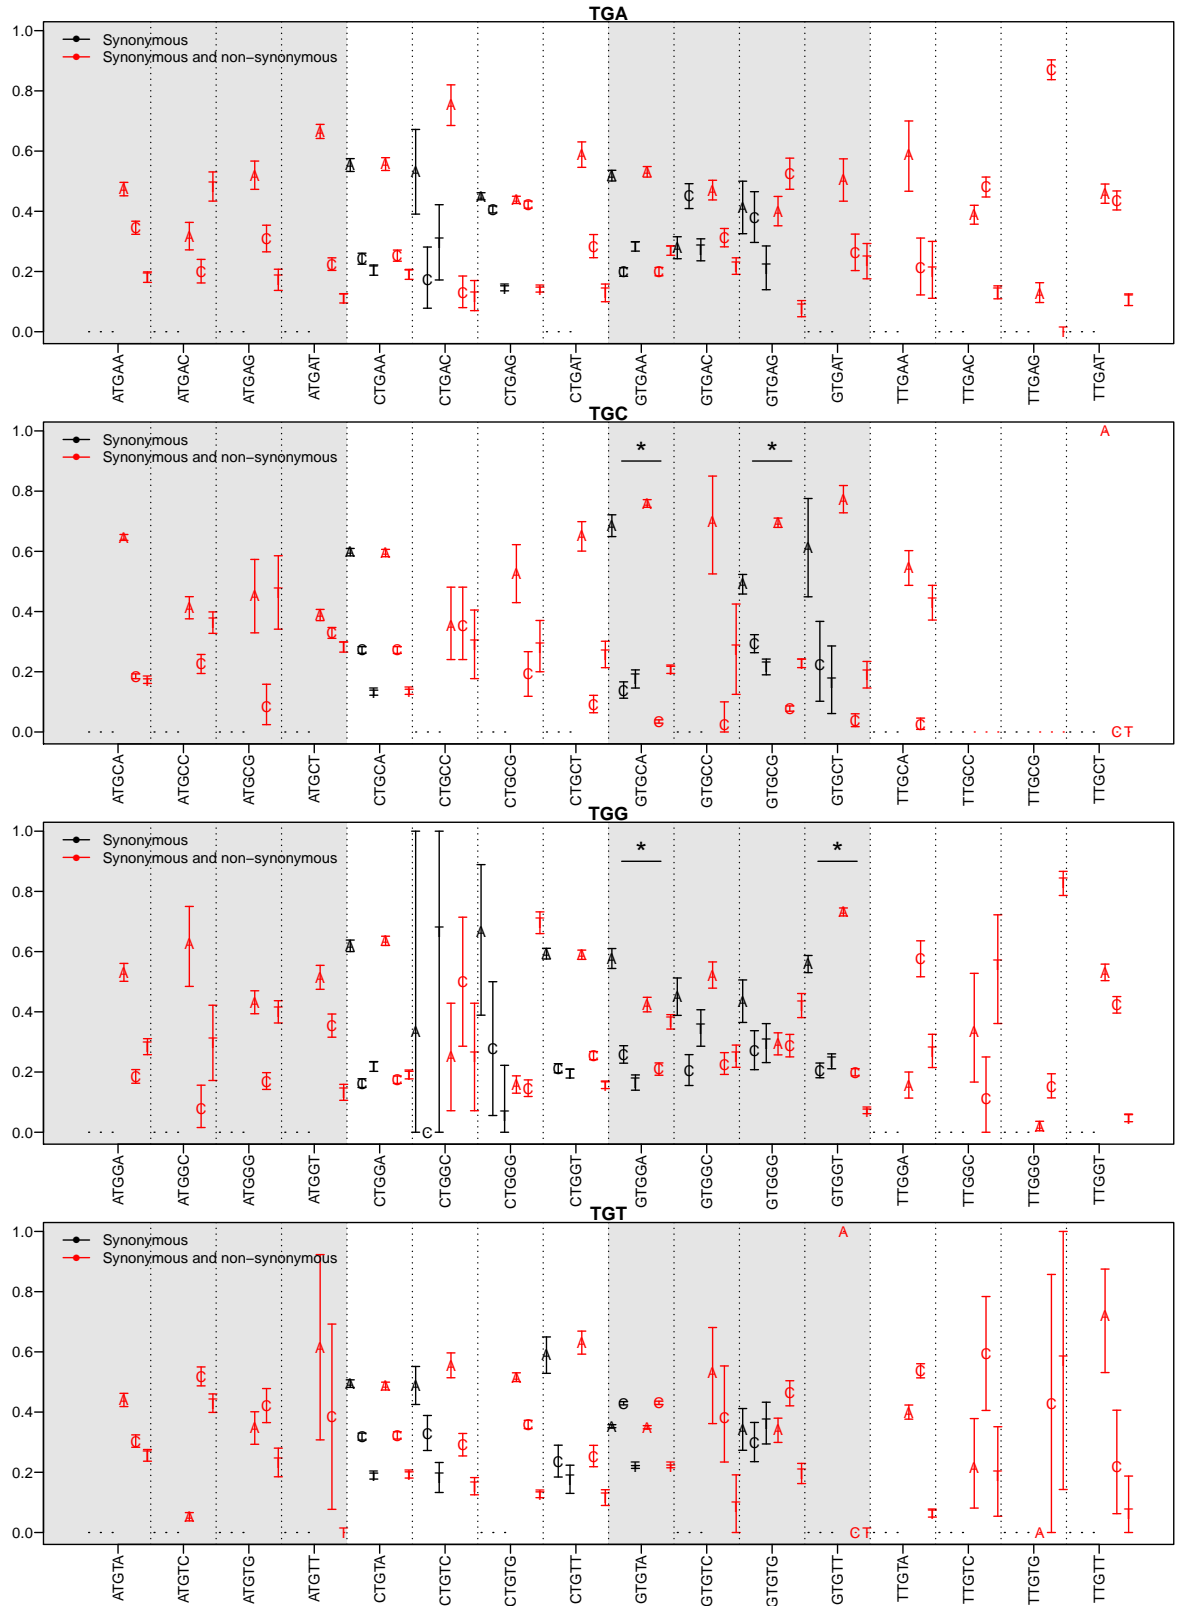 TGA
Synonymous
Synonymous and non−synonymous
1.0
0.8
0.6
0.4
0.2
0.0
ATGAA ATGAC ATGAG ATGAT CTGAA CTGAC CTGAG CTGAT GTGAA GTGAC GTGAG GTGAT TTGAA TTGAC TTGAG TTGAT
TGC
Synonymous
Synonymous and non−synonymous
* *
1.0
0.8
0.6
0.4
0.2
0.0
ATGCA ATGCC ATGCG ATGCT CTGCA CTGCC CTGCG CTGCT GTGCA GTGCC GTGCG GTGCT TTGCA TTGCC TTGCG TTGCT
TGG
Synonymous
Synonymous and non−synonymous
* *
1.0
0.8
0.6
0.4
0.2
0.0
ATGGA ATGGC ATGGG ATGGT CTGGA CTGGC CTGGG CTGGT GTGGA GTGGC GTGGG GTGGT TTGGA TTGGC TTGGG TTGGT
TGT
Synonymous
Synonymous and non−synonymous
1.0
0.8
0.6
0.4
0.2
0.0
ATGTA ATGTC ATGTG ATGTT CTGTA CTGTC CTGTG CTGTT GTGTA GTGTC GTGTG GTGTT TTGTA TTGTC TTGTG TTGTT